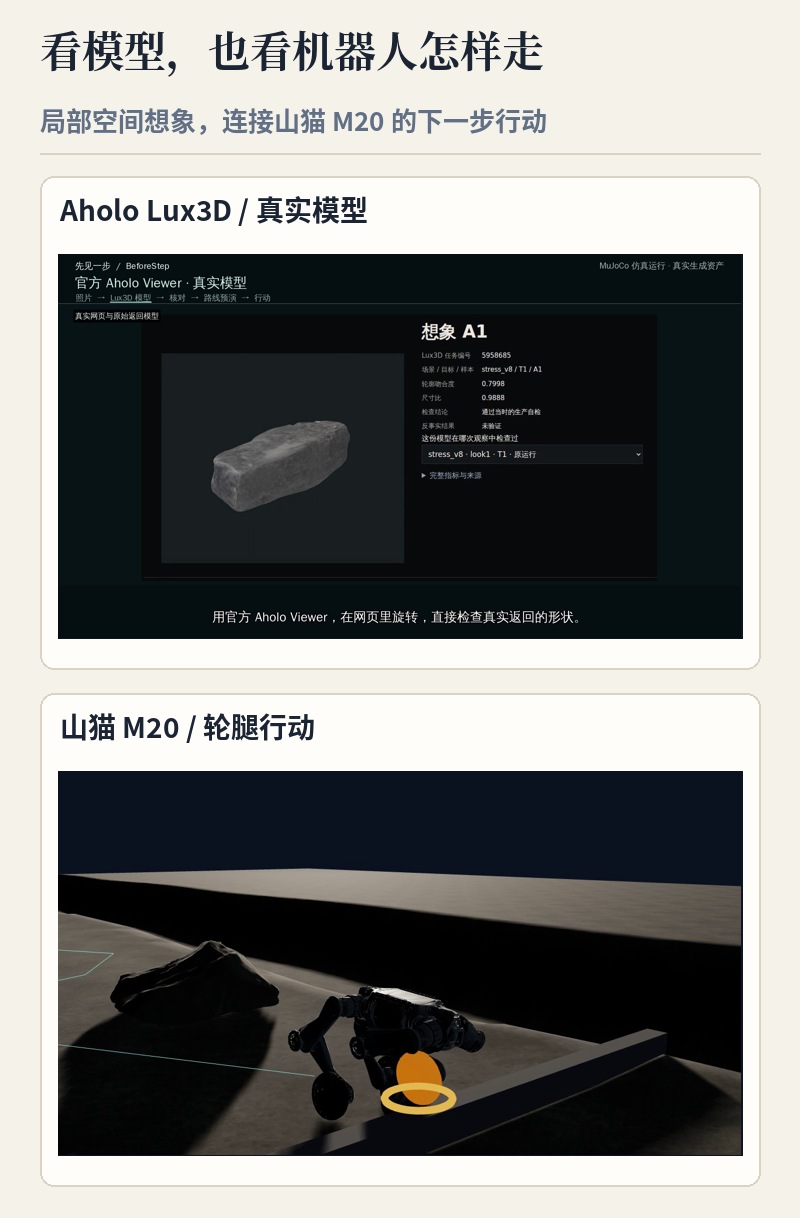 看模型，也看机器人怎样走
局部空间想象，连接山猫 M20 的下一步行动
Aholo Lux3D / 真实模型
先见一步 / BeforeStep
MuJoCo 仿真运行 · 真实生成资产
官方 Aholo Viewer · 真实模型
照片 → Lux3D 模型 → 核对 → 路线预演 → 行动
真实网页与原始返回模型
想象 A1
Lux3D 任务编号 5958685
场景 / 目标 / 样本 stress_v8 / T1 / A1
轮廓吻合度 0.7998
尺寸比 0.9888
检查结论 通过当时的生产自检
反事实结果 未验证
这份模型在哪次观察中检查过
stress_v8 · look1 · T1 · 原运行
▶ 完整指标与来源
用官方 Aholo Viewer，在网页里旋转，直接检查真实返回的形状。
山猫 M20 / 轮腿行动